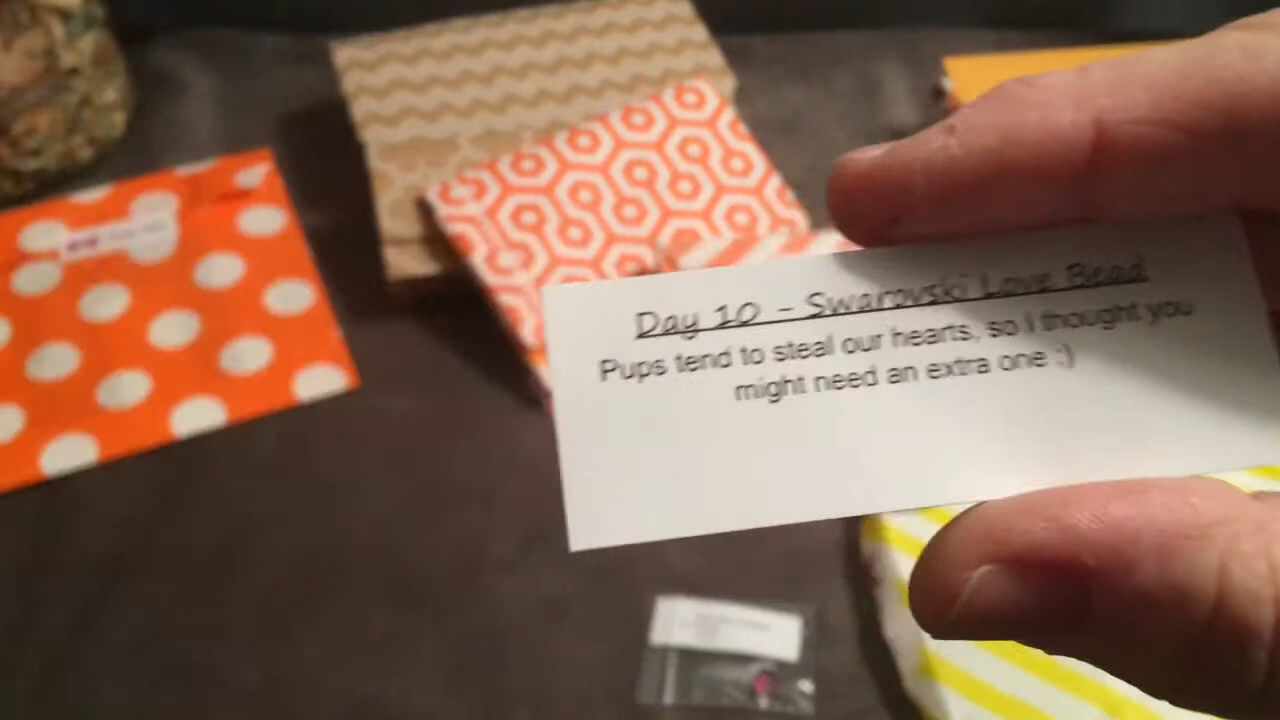 Day 10 - Swarovski Love Bead
Pups tend to steal our hearts, so I thought you
might need an extra one :)